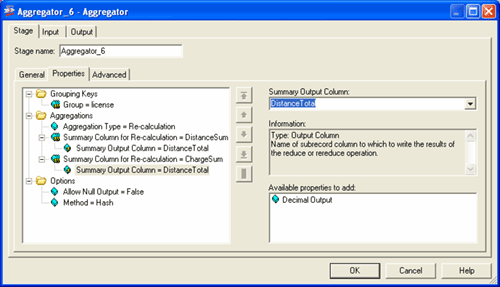 Aggregator_6 - Aggregator
Stage Input Output
Stage name: Aggregator_6
General Properties Advanced
Grouping Keys
Group = license
Aggregations
Aggregation Type = Re-calculation
Summary Column for Re-calculation = DistanceSum
Summary Output Column = DistanceTotal
Summary Column for Re-calculation = ChargeSum
Summary Output Column = DistanceTotal
Options
Allow Null Output = False
Method = Hash
Summary Output Column:
DistanceTotal
Information:
Type: Output Column
Name of subrecord column to which to write the results of
the reduce or rereduce operation.
Available properties to add:
Decimal Output
OK Cancel Help